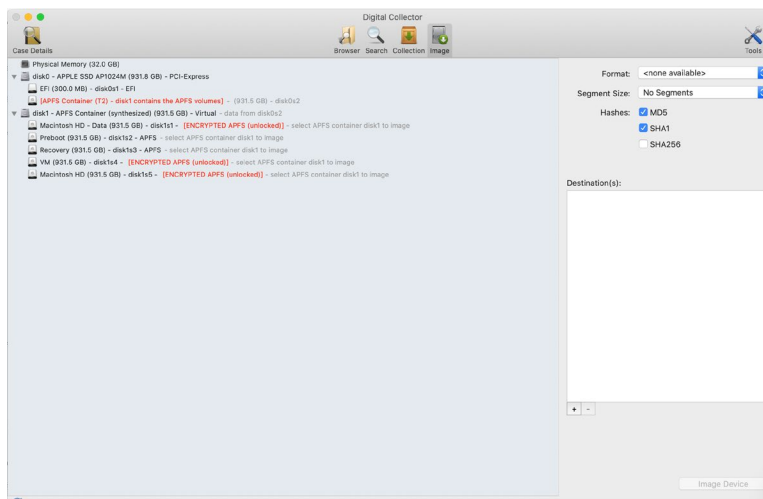 Digital Collector
Case Details
Browser Search Collection Image
Tools
Physical Memory (32.0 GB)
disk0 - APPLE SSD AP1024M (931.8 GB) - PCI-Express
EFI (300.0 MB) - disk0s1 - EFI
[APFS Container (T2) - disk1 contains the APFS volumes] - (931.5 GB) - disk0s2
disk1 - APFS Container (synthesized) (931.5 GB) - Virtual - data from disk0s2
Macintosh HD - Data (931.5 GB) - disk1s1 - [ENCRYPTED APFS (unlocked)] - select APFS container disk1 to image
Preboot (931.5 GB) - disk1s2 - APFS - select APFS container disk1 to image
Recovery (931.5 GB) - disk1s3 - APFS - select APFS container disk1 to image
VM (931.5 GB) - disk1s4 - [ENCRYPTED APFS (unlocked)] - select APFS container disk1 to image
Macintosh HD (931.5 GB) - disk1s5 - [ENCRYPTED APFS (unlocked)] - select APFS container disk1 to image
Format: <none available>
Segment Size: No Segments
Hashes: MD5
SHA1
SHA256
Destination(s):
+ -
Image Device